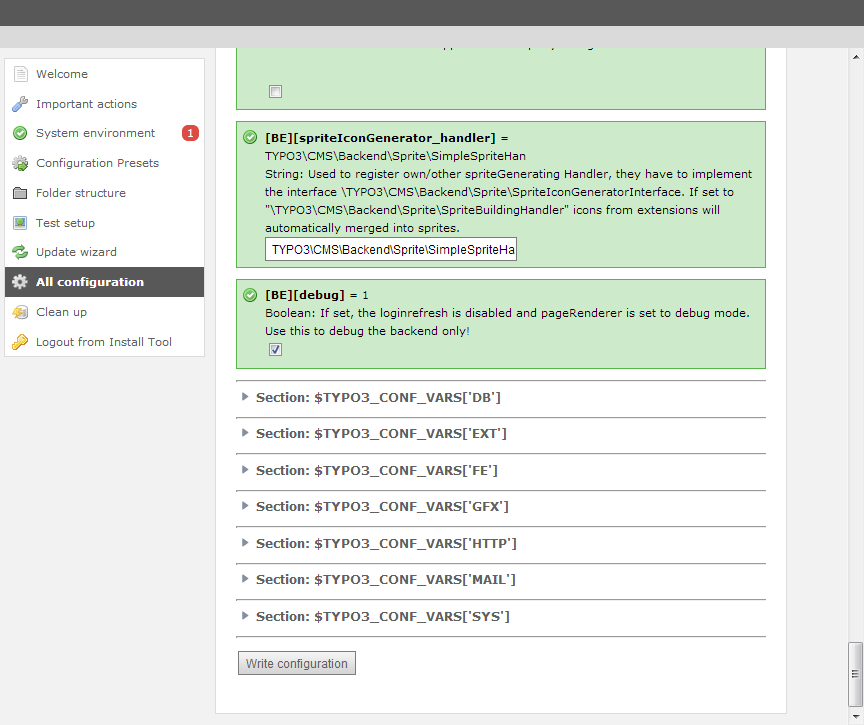 Welcome
Important actions
System environment 1
Configuration Presets
Folder structure
Test setup
Update wizard
All configuration
Clean up
Logout from Install Tool
[BE][spriteIconGenerator_handler] =
TYPO3\CMS\Backend\Sprite\SimpleSpriteHan
String: Used to register own/other spriteGenerating Handler, they have to implement
the interface \TYPO3\CMS\Backend\Sprite\SpriteIconGeneratorInterface. If set to
"\TYPO3\CMS\Backend\Sprite\SpriteBuildingHandler" icons from extensions will
automatically merged into sprites.
TYPO3\CMS\Backend\Sprite\SimpleSpriteHa
[BE][debug] = 1
Boolean: If set, the loginrefresh is disabled and pageRenderer is set to debug mode.
Use this to debug the backend only!
Section: $TYPO3_CONF_VARS['DB']
Section: $TYPO3_CONF_VARS['EXT']
Section: $TYPO3_CONF_VARS['FE']
Section: $TYPO3_CONF_VARS['GFX']
Section: $TYPO3_CONF_VARS['HTTP']
Section: $TYPO3_CONF_VARS['MAIL']
Section: $TYPO3_CONF_VARS['SYS']
Write configuration